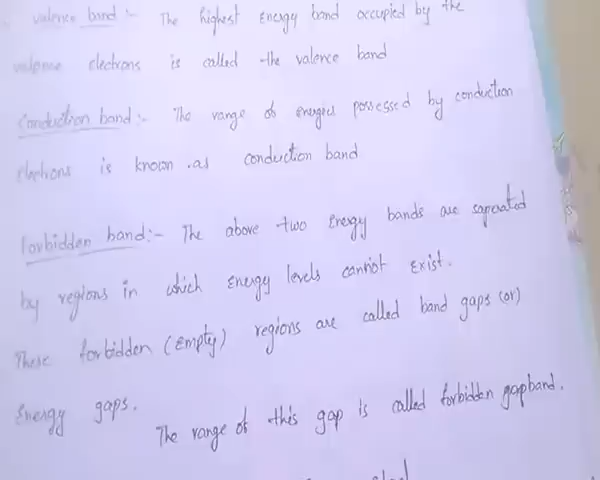 valence band :- The highest Energy band occupied by the
valence electrons is called the valence band
Conduction band :- The range of energies possessed by conduction
electrons is known as conduction band
Forbidden band :- The above two Energy bands are seperated
by regions in which energy levels cannot Exist.
These forbidden (Empty) regions are called band gaps (or)
Energy gaps.
The range of this gap is called forbidden gapband.